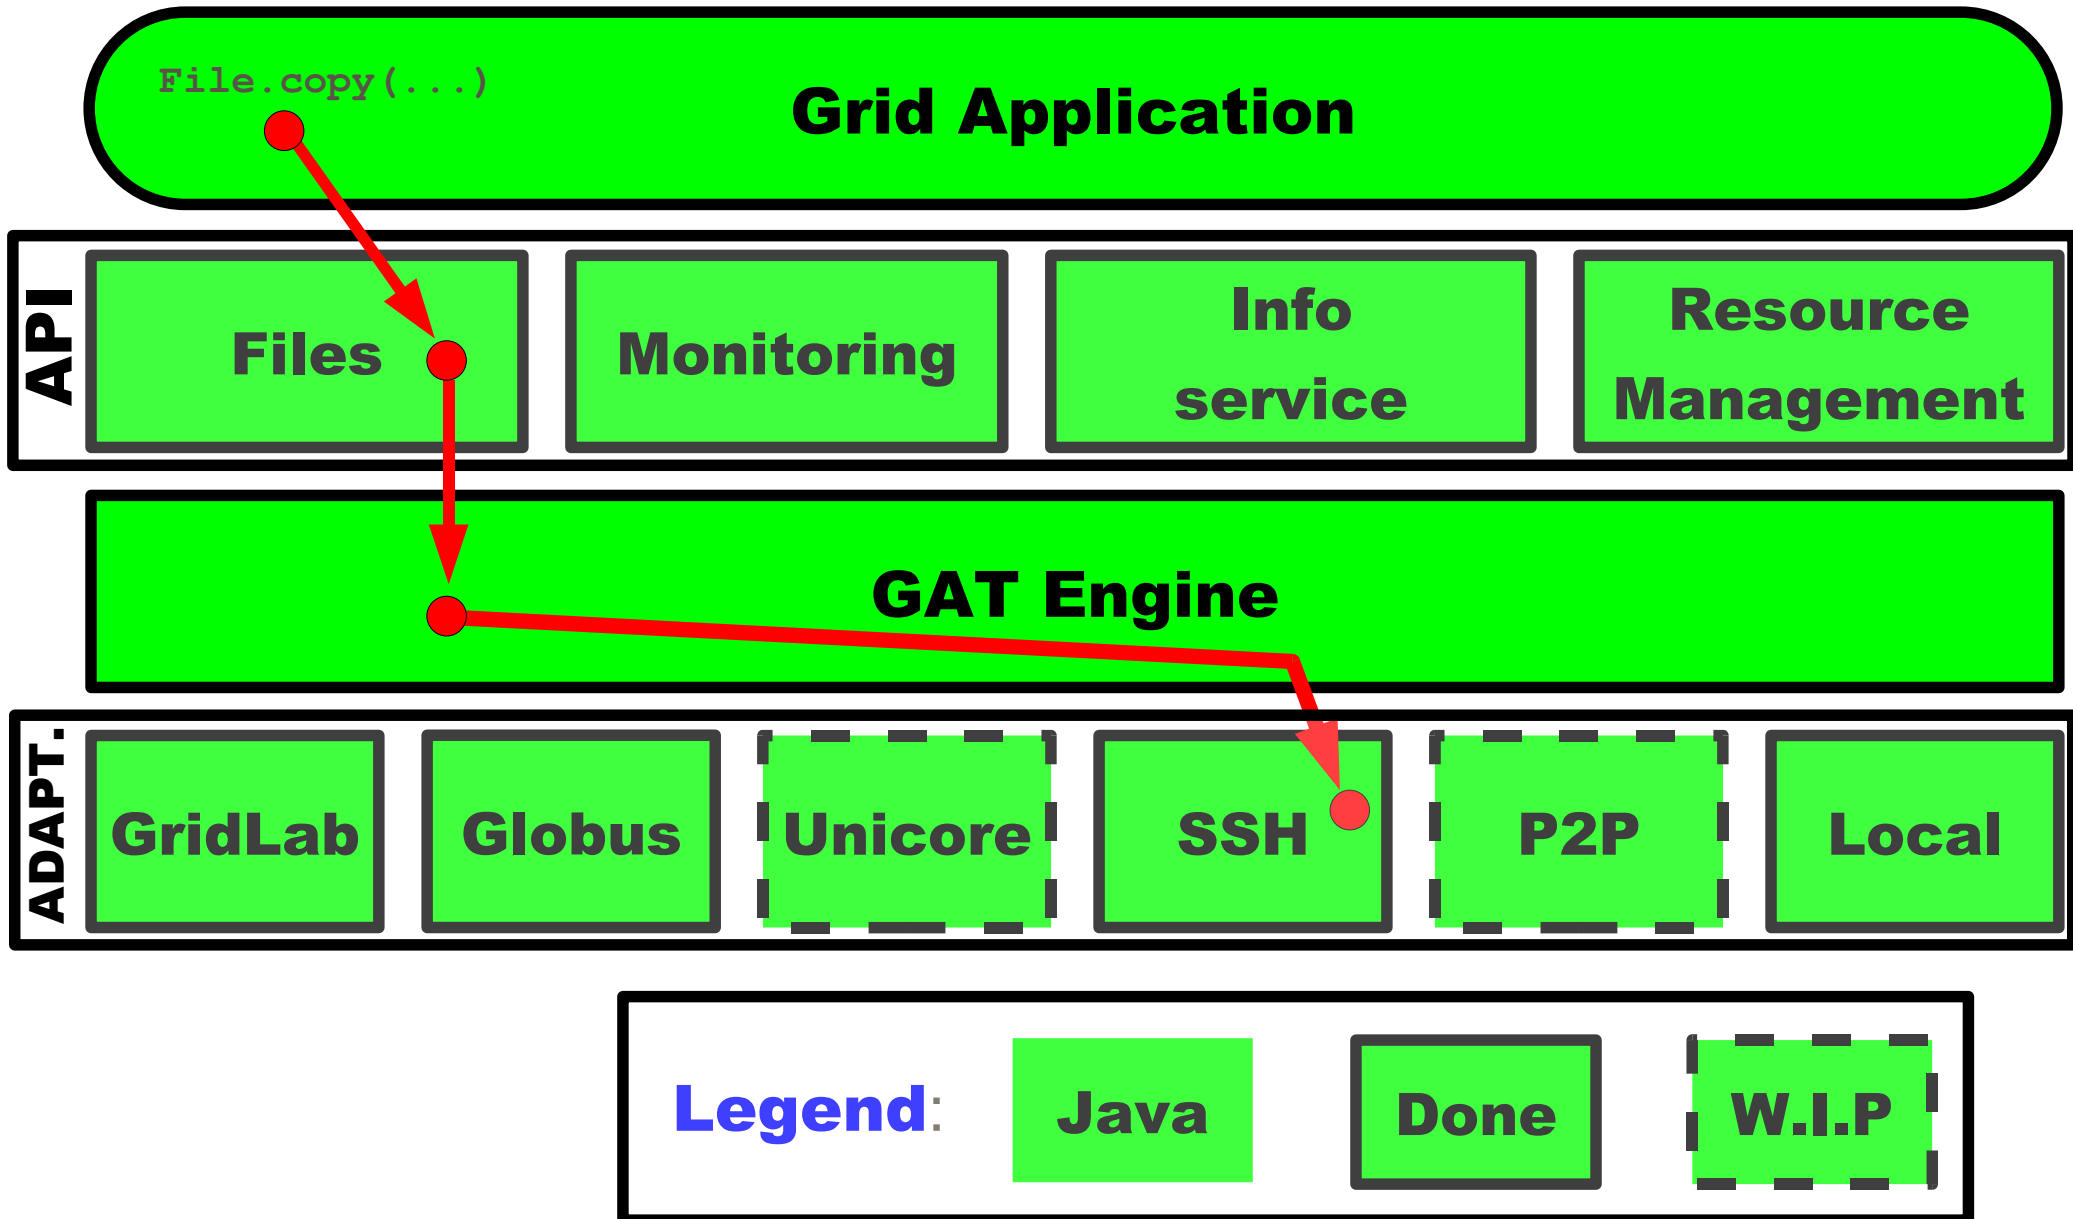 File.copy(...)
Grid Application
API
Files
Monitoring
Info
service
Resource
Management
GAT Engine
ADAPT.
GridLab
Globus
Unicore
SSH
P2P
Local
Legend:
Java
Done
W.I.P